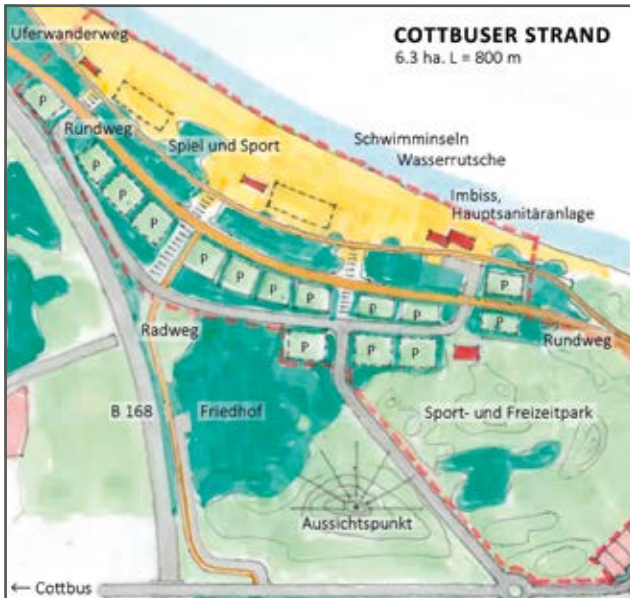 COTTBUSER STRAND
6.3 ha. L = 800 m
Uferwanderweg
P
Rundweg
Spiel und Sport
Schwimminseln
Wasserrutsche
Imbiss,
Hauptsanitäranlage
P
P
P
P
P
P
P
P
P
P
P
Radweg
P
P
P
Rundweg
B 168
Friedhof
Sport- und Freizeitpark
Aussichtspunkt
← Cottbus